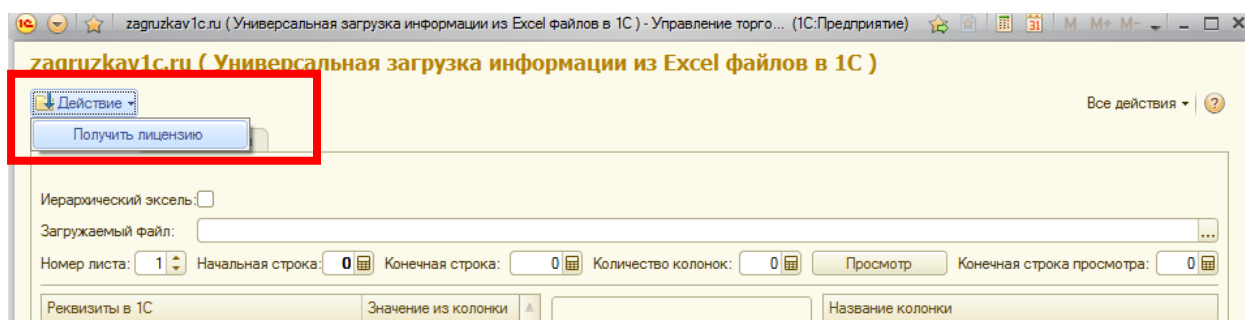 zagruzkav1c.ru ( Универсальная загрузка информации из Excel файлов в 1С ) - Управление торго... (1С:Предприятие) 31 M M+ M-
zagruzkav1c.ru ( Универсальная загрузка информации из Excel файлов в 1С )
Действие Все действия ?
Получить лицензию
Иерархический эксель:
Загружаемый файл: ...
Номер листа: 1 Начальная строка: 0 Конечная строка: 0 Количество колонок: 0 Просмотр Конечная строка просмотра: 0
Реквизиты в 1С Значение из колонки Название колонки